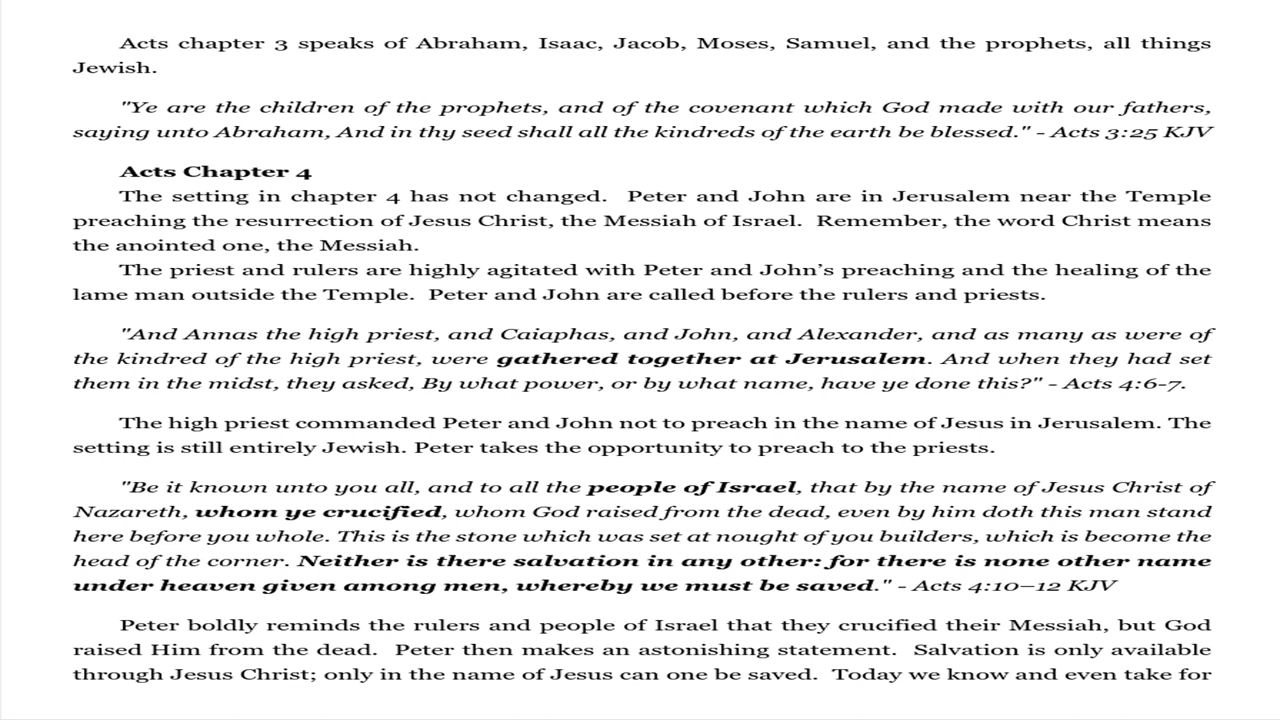 Acts chapter 3 speaks of Abraham, Isaac, Jacob, Moses, Samuel, and the prophets, all things
Jewish.
"Ye are the children of the prophets, and of the covenant which God made with our fathers,
saying unto Abraham, And in thy seed shall all the kindreds of the earth be blessed." - Acts 3:25 KJV
Acts Chapter 4
The setting in chapter 4 has not changed.  Peter and John are in Jerusalem near the Temple
preaching the resurrection of Jesus Christ, the Messiah of Israel.  Remember, the word Christ means
the anointed one, the Messiah.
The priest and rulers are highly agitated with Peter and John’s preaching and the healing of the
lame man outside the Temple.  Peter and John are called before the rulers and priests.
"And Annas the high priest, and Caiaphas, and John, and Alexander, and as many as were of
the kindred of the high priest, were gathered together at Jerusalem. And when they had set
them in the midst, they asked, By what power, or by what name, have ye done this?" - Acts 4:6-7.
The high priest commanded Peter and John not to preach in the name of Jesus in Jerusalem. The
setting is still entirely Jewish. Peter takes the opportunity to preach to the priests.
"Be it known unto you all, and to all the people of Israel, that by the name of Jesus Christ of
Nazareth, whom ye crucified, whom God raised from the dead, even by him doth this man stand
here before you whole. This is the stone which was set at nought of you builders, which is become the
head of the corner. Neither is there salvation in any other: for there is none other name
under heaven given among men, whereby we must be saved." - Acts 4:10–12 KJV
Peter boldly reminds the rulers and people of Israel that they crucified their Messiah, but God
raised Him from the dead.  Peter then makes an astonishing statement.  Salvation is only available
through Jesus Christ; only in the name of Jesus can one be saved.  Today we know and even take for